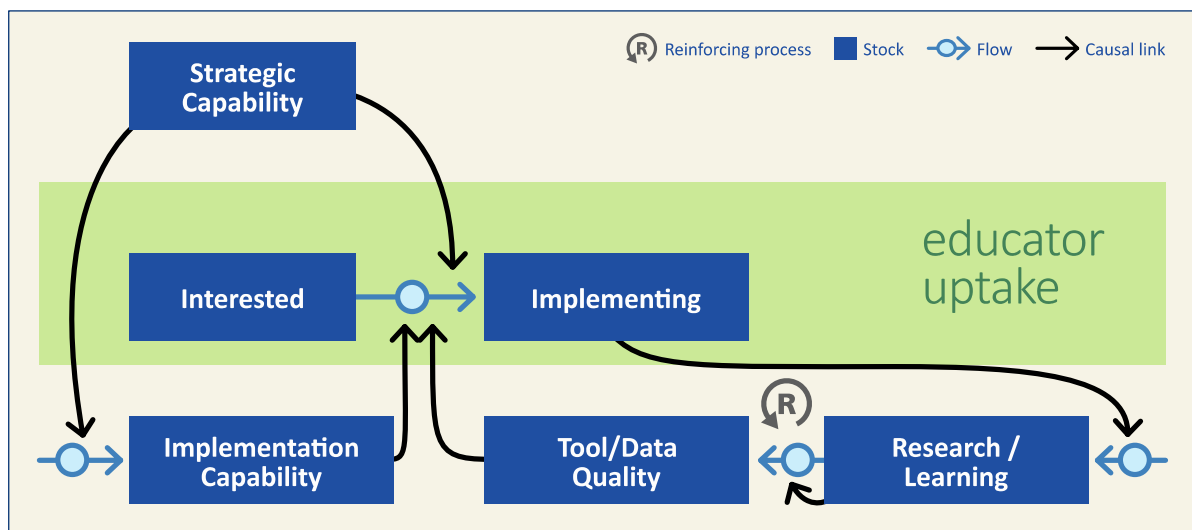 R Reinforcing process
Stock
Flow
Causal link
Strategic
Capability
educator
uptake
Interested
Implementing
R
Implementation
Capability
Tool/Data
Quality
Research /
Learning